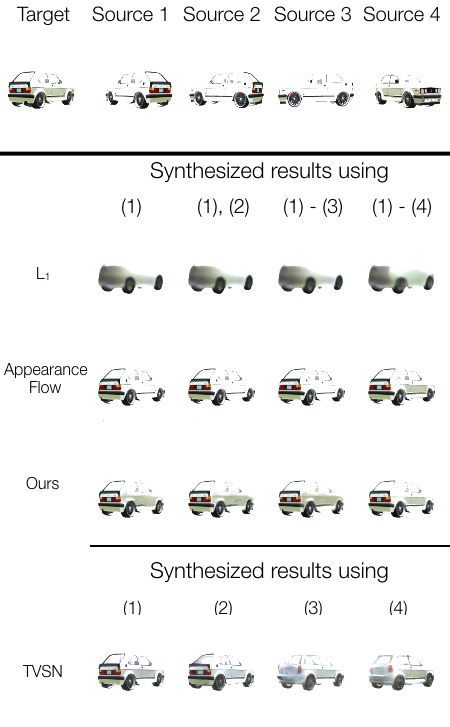 Target Source 1 Source 2 Source 3 Source 4
Synthesized results using
(1) (1), (2) (1) - (3) (1) - (4)
L₁
Appearance
Flow
Ours
Synthesized results using
(1) (2) (3) (4)
TVSN